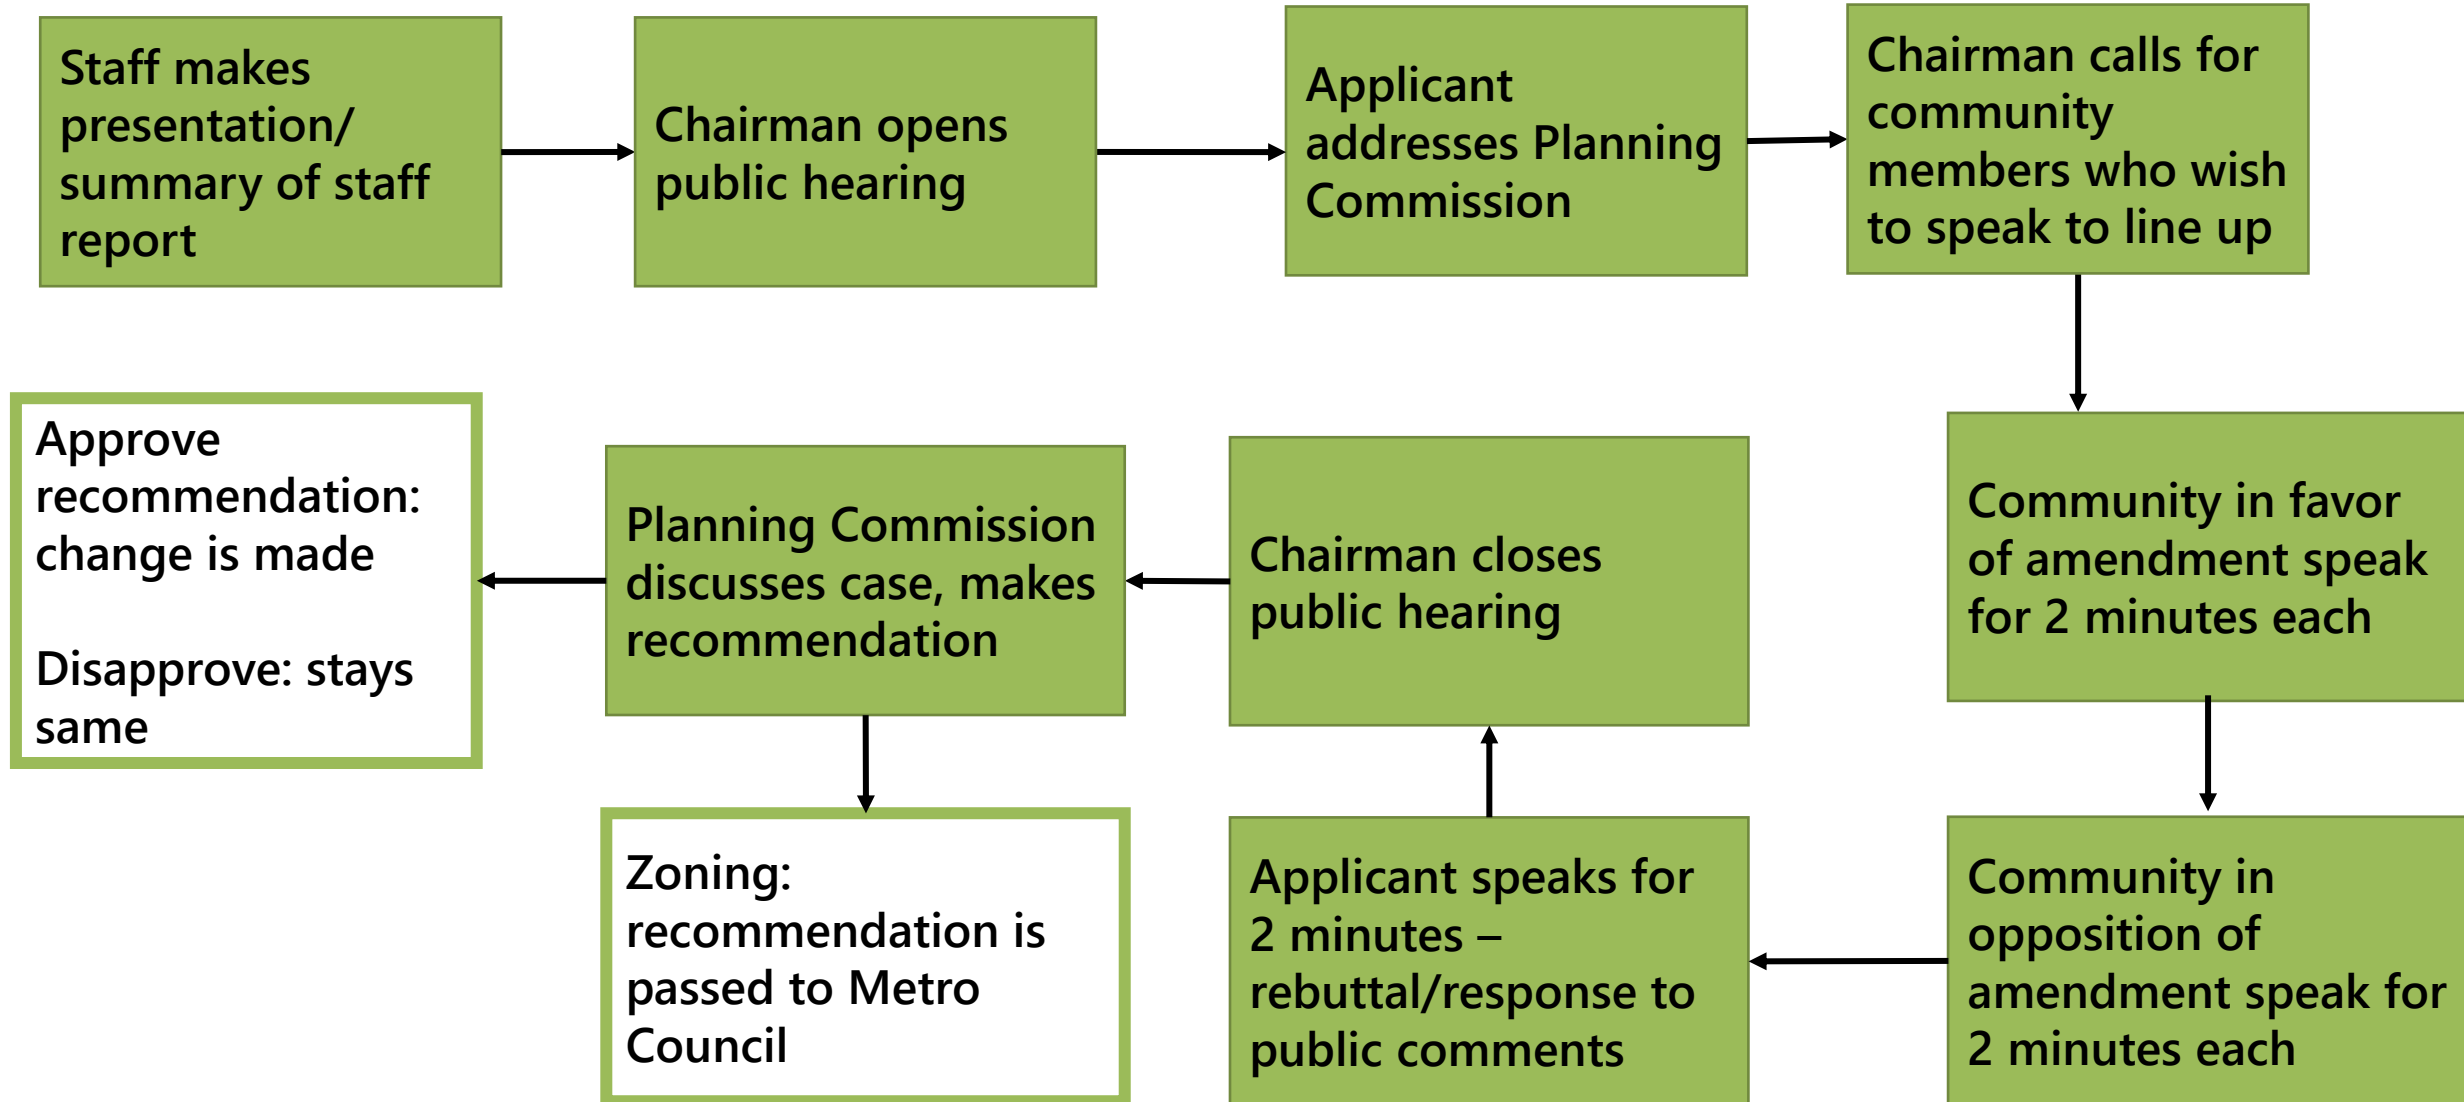 Staff makes
presentation/
summary of staff
report
Chairman opens
public hearing
Applicant
addresses Planning
Commission
Chairman calls for
community
members who wish
to speak to line up
Community in favor
of amendment speak
for 2 minutes each
Community in
opposition of
amendment speak for
2 minutes each
Applicant speaks for
2 minutes –
rebuttal/response to
public comments
Chairman closes
public hearing
Planning Commission
discusses case, makes
recommendation
Approve
recommendation:
change is made
Disapprove: stays
same
Zoning:
recommendation is
passed to Metro
Council